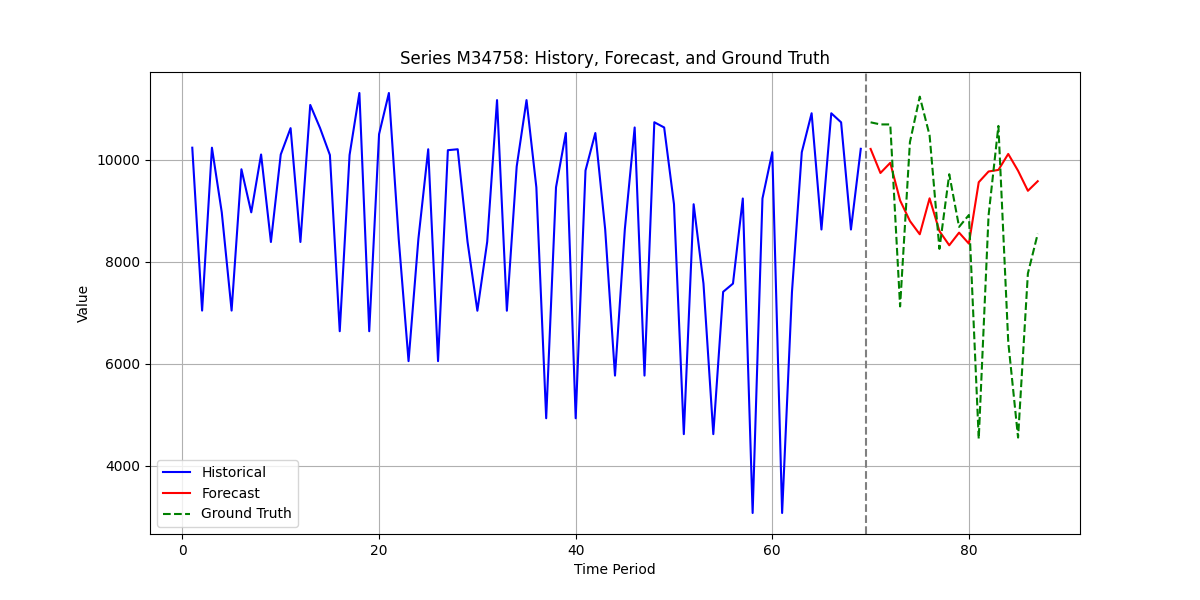 Series M34758: History, Forecast, and Ground Truth
Value
10000
8000
6000
4000
Historical
Forecast
Ground Truth
0 20 40 60 80
Time Period